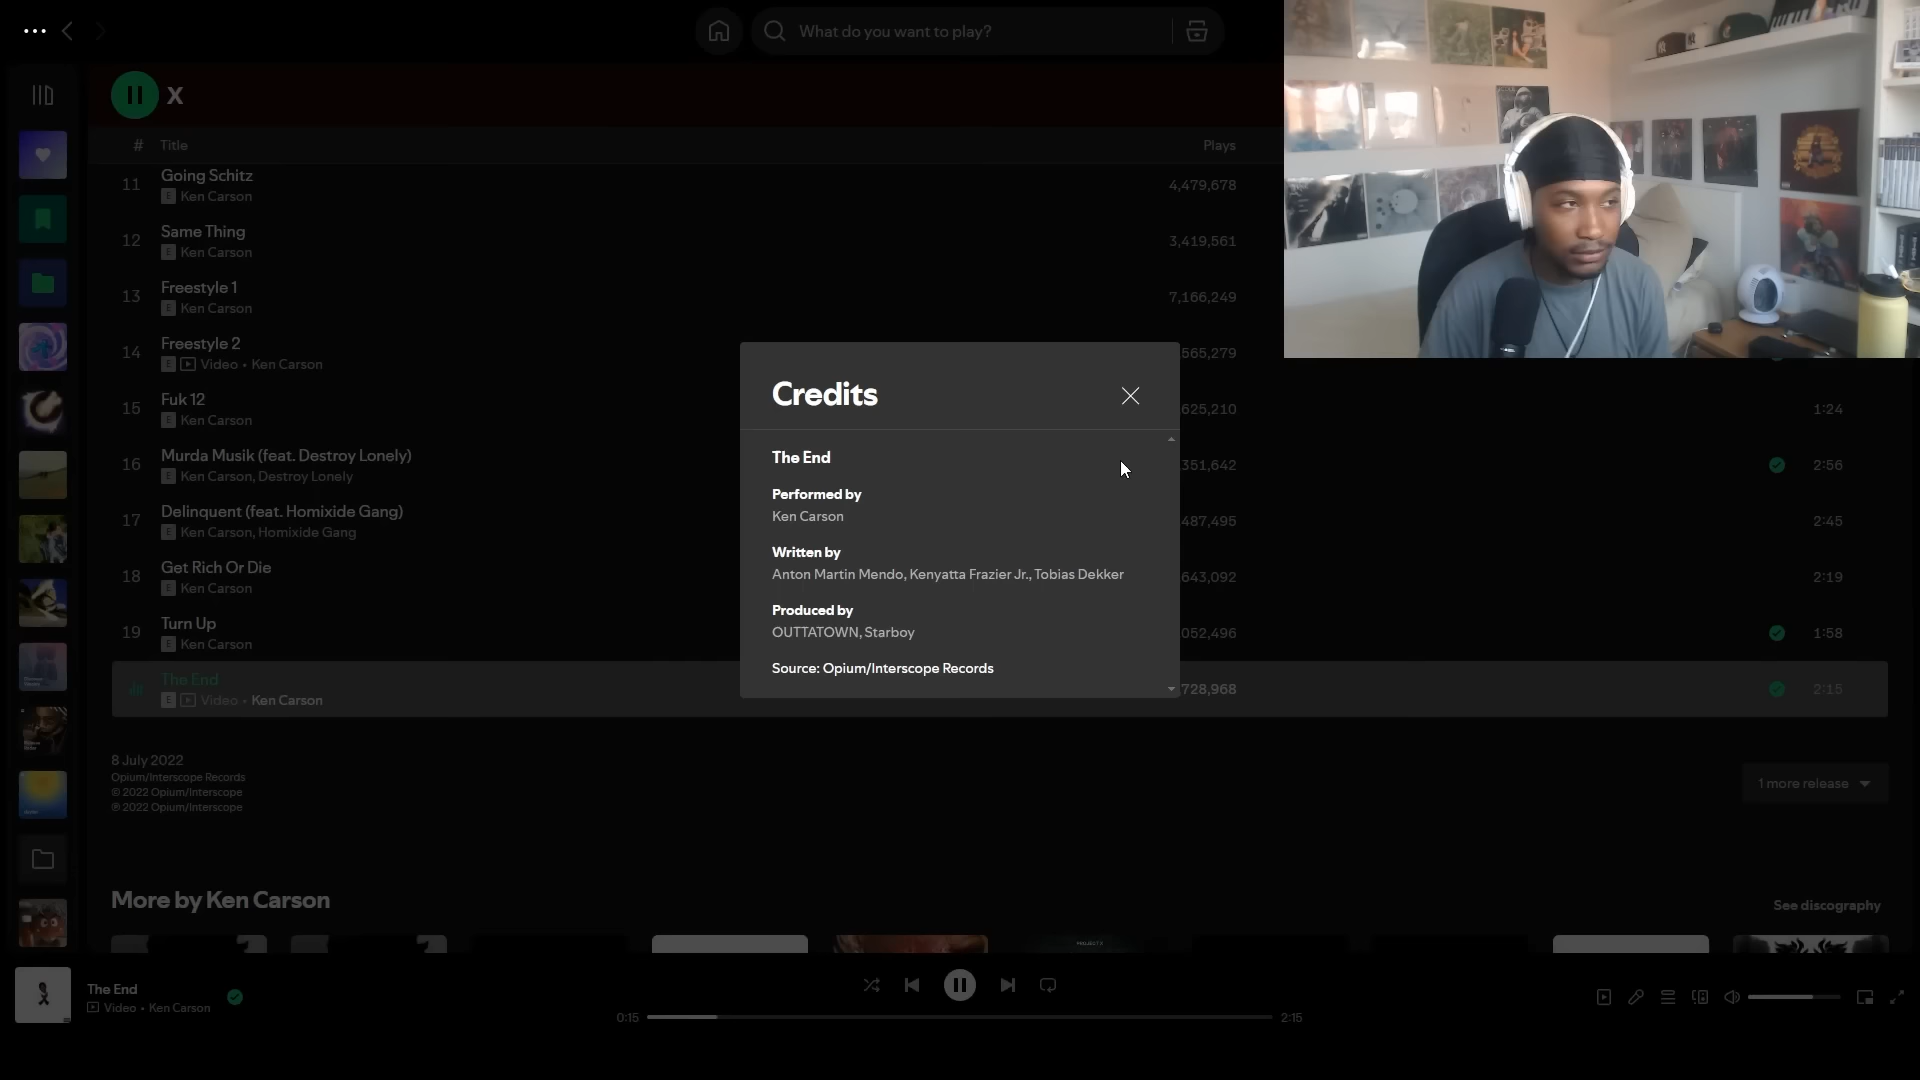 What do you want to play?
X
# Title Plays
11 Going Schitz 4,479,678
E Ken Carson
12 Same Thing 3,419,561
E Ken Carson
13 Freestyle 1 7,166,249
E Ken Carson
14 Freestyle 2 565,279
E Video • Ken Carson
15 Fuk 12 625,210 1:24
E Ken Carson
16 Murda Musik (feat. Destroy Lonely) 351,642 2:56
E Ken Carson, Destroy Lonely
17 Delinquent (feat. Homixide Gang) 487,495 2:45
E Ken Carson, Homixide Gang
18 Get Rich Or Die 643,092 2:19
E Ken Carson
19 Turn Up 052,496 1:58
E Ken Carson
The End 728,968 2:15
E Video • Ken Carson
Credits
The End
Performed by
Ken Carson
Written by
Anton Martin Mendo, Kenyatta Frazier Jr., Tobias Dekker
Produced by
OUTTATOWN, Starboy
Source: Opium/Interscope Records
8 July 2022
Opium/Interscope Records
© 2022 Opium/Interscope
℗ 2022 Opium/Interscope
1 more release
More by Ken Carson
See discography
The End
Video • Ken Carson
0:15 2:15